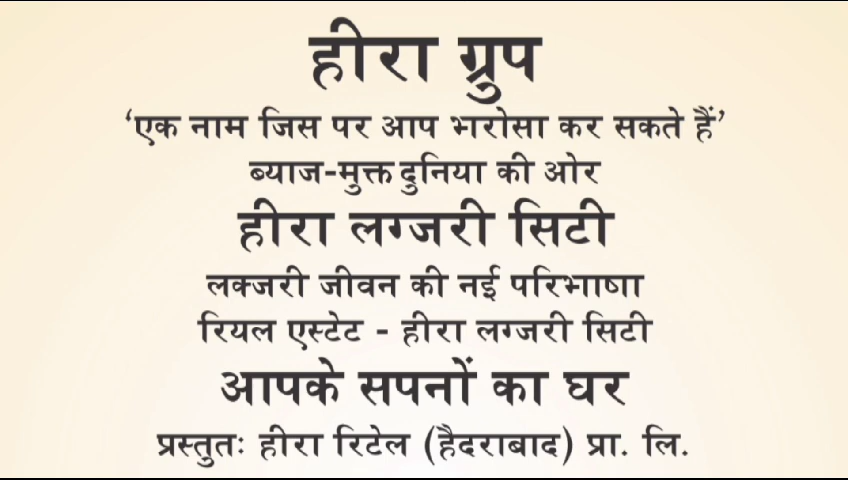 हीरा ग्रुप
‘एक नाम जिस पर आप भारोसा कर सकते हैं’
ब्याज-मुक्त दुनिया की ओर
हीरा लग्जरी सिटी
लक्जरी जीवन की नई परिभाषाा
रियल एस्टेट - हीरा लग्जरी सिटी
आपके सपनों का घर
प्रस्तुतः हीरा रिटेल (हैदराबाद) प्रा. लि.